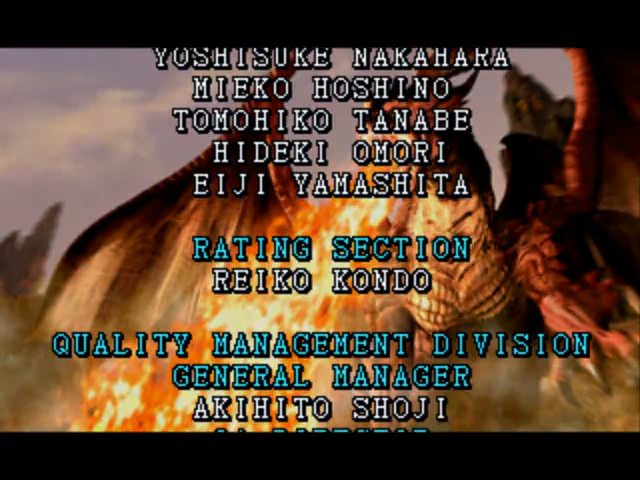 YOSHISUKE NAKAHARA
MIEKO HOSHINO
TOMOHIKO TANABE
HIDEKI OMORI
EIJI YAMASHITA
RATING SECTION
REIKO KONDO
QUALITY MANAGEMENT DIVISION
GENERAL MANAGER
AKIHITO SHOJI